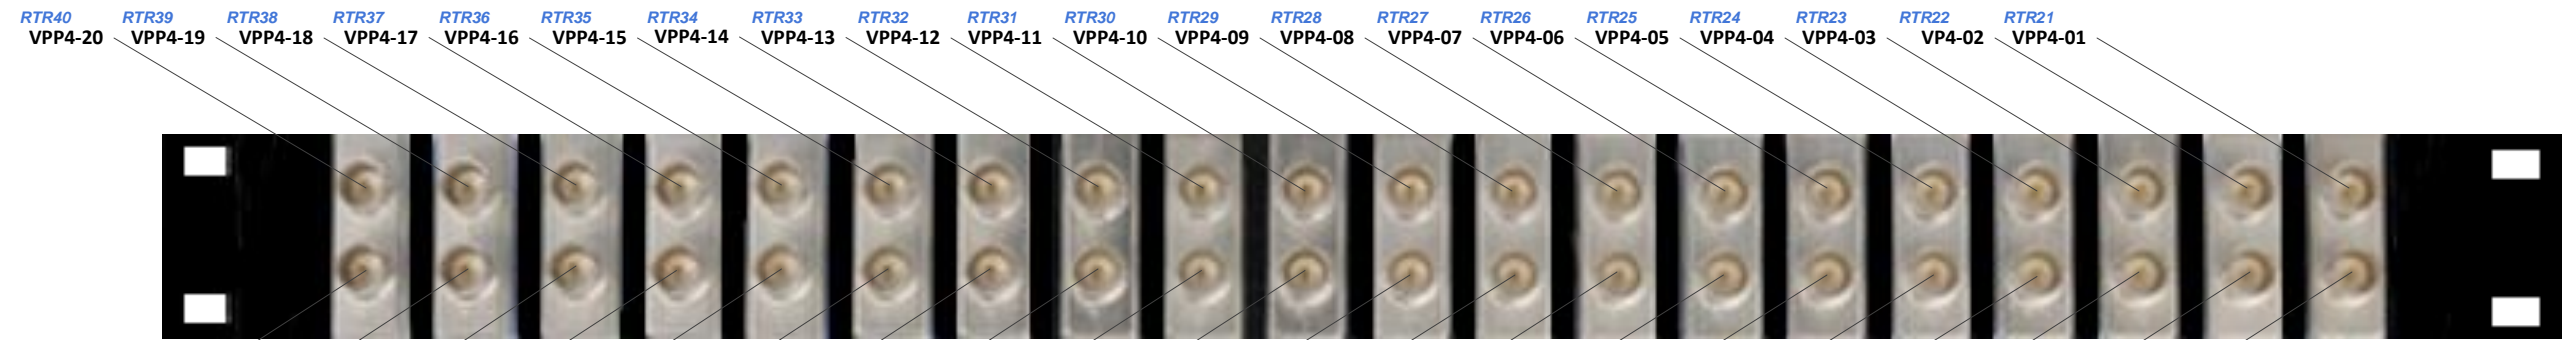 RTR40 RTR39 RTR38 RTR37 RTR36 RTR35 RTR34 RTR33 RTR32 RTR31 RTR30 RTR29 RTR28 RTR27 RTR26 RTR25 RTR24 RTR23 RTR22 RTR21
VPP4-20 VPP4-19 VPP4-18 VPP4-17 VPP4-16 VPP4-15 VPP4-14 VPP4-13 VPP4-12 VPP4-11 VPP4-10 VPP4-09 VPP4-08 VPP4-07 VPP4-06 VPP4-05 VPP4-04 VPP4-03 VP4-02 VPP4-01